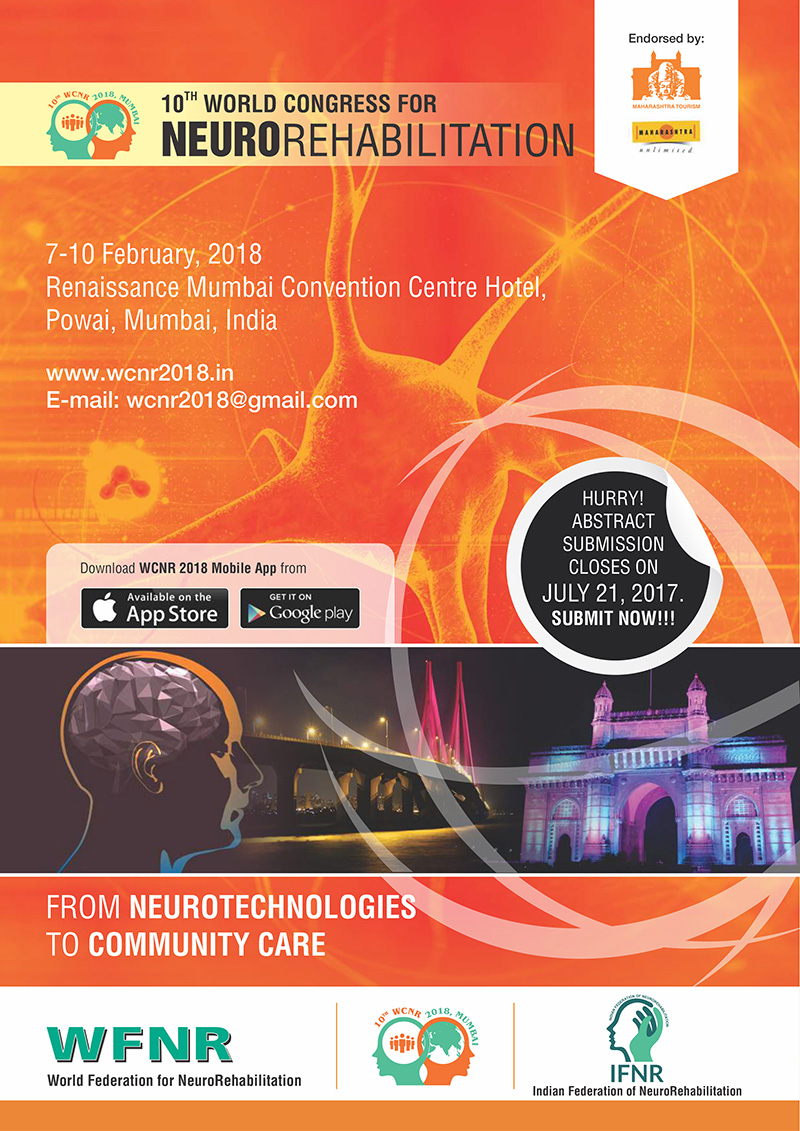 Endorsed by:
MAHARASHTRA TOURISM
MAHARASHTRA
unlimited
10TH WCNR 2018, MUMBAI
10TH WORLD CONGRESS FOR
NEUROREHABILITATION
7-10 February, 2018
Renaissance Mumbai Convention Centre Hotel,
Powai, Mumbai, India
www.wcnr2018.in
E-mail: wcnr2018@gmail.com
HURRY!
ABSTRACT
SUBMISSION
CLOSES ON
JULY 21, 2017.
SUBMIT NOW!!!
Download WCNR 2018 Mobile App from
Available on the
App Store
GET IT ON
Google play
FROM NEUROTECHNOLOGIES
TO COMMUNITY CARE
WFNR
World Federation for NeuroRehabilitation
10TH WCNR 2018, MUMBAI
INDIAN FEDERATION OF NEUROREHABILITATION
IFNR
Indian Federation of NeuroRehabilitation